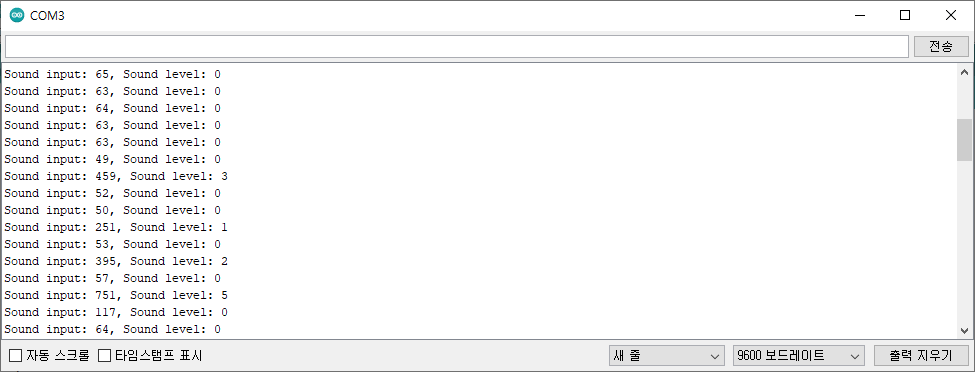 COM3
전송
Sound input: 65, Sound level: 0
Sound input: 63, Sound level: 0
Sound input: 64, Sound level: 0
Sound input: 63, Sound level: 0
Sound input: 63, Sound level: 0
Sound input: 49, Sound level: 0
Sound input: 459, Sound level: 3
Sound input: 52, Sound level: 0
Sound input: 50, Sound level: 0
Sound input: 251, Sound level: 1
Sound input: 53, Sound level: 0
Sound input: 395, Sound level: 2
Sound input: 57, Sound level: 0
Sound input: 751, Sound level: 5
Sound input: 117, Sound level: 0
Sound input: 64, Sound level: 0
자동 스크롤 타임스탬프 표시 새 줄 9600 보드레이트 출력 지우기